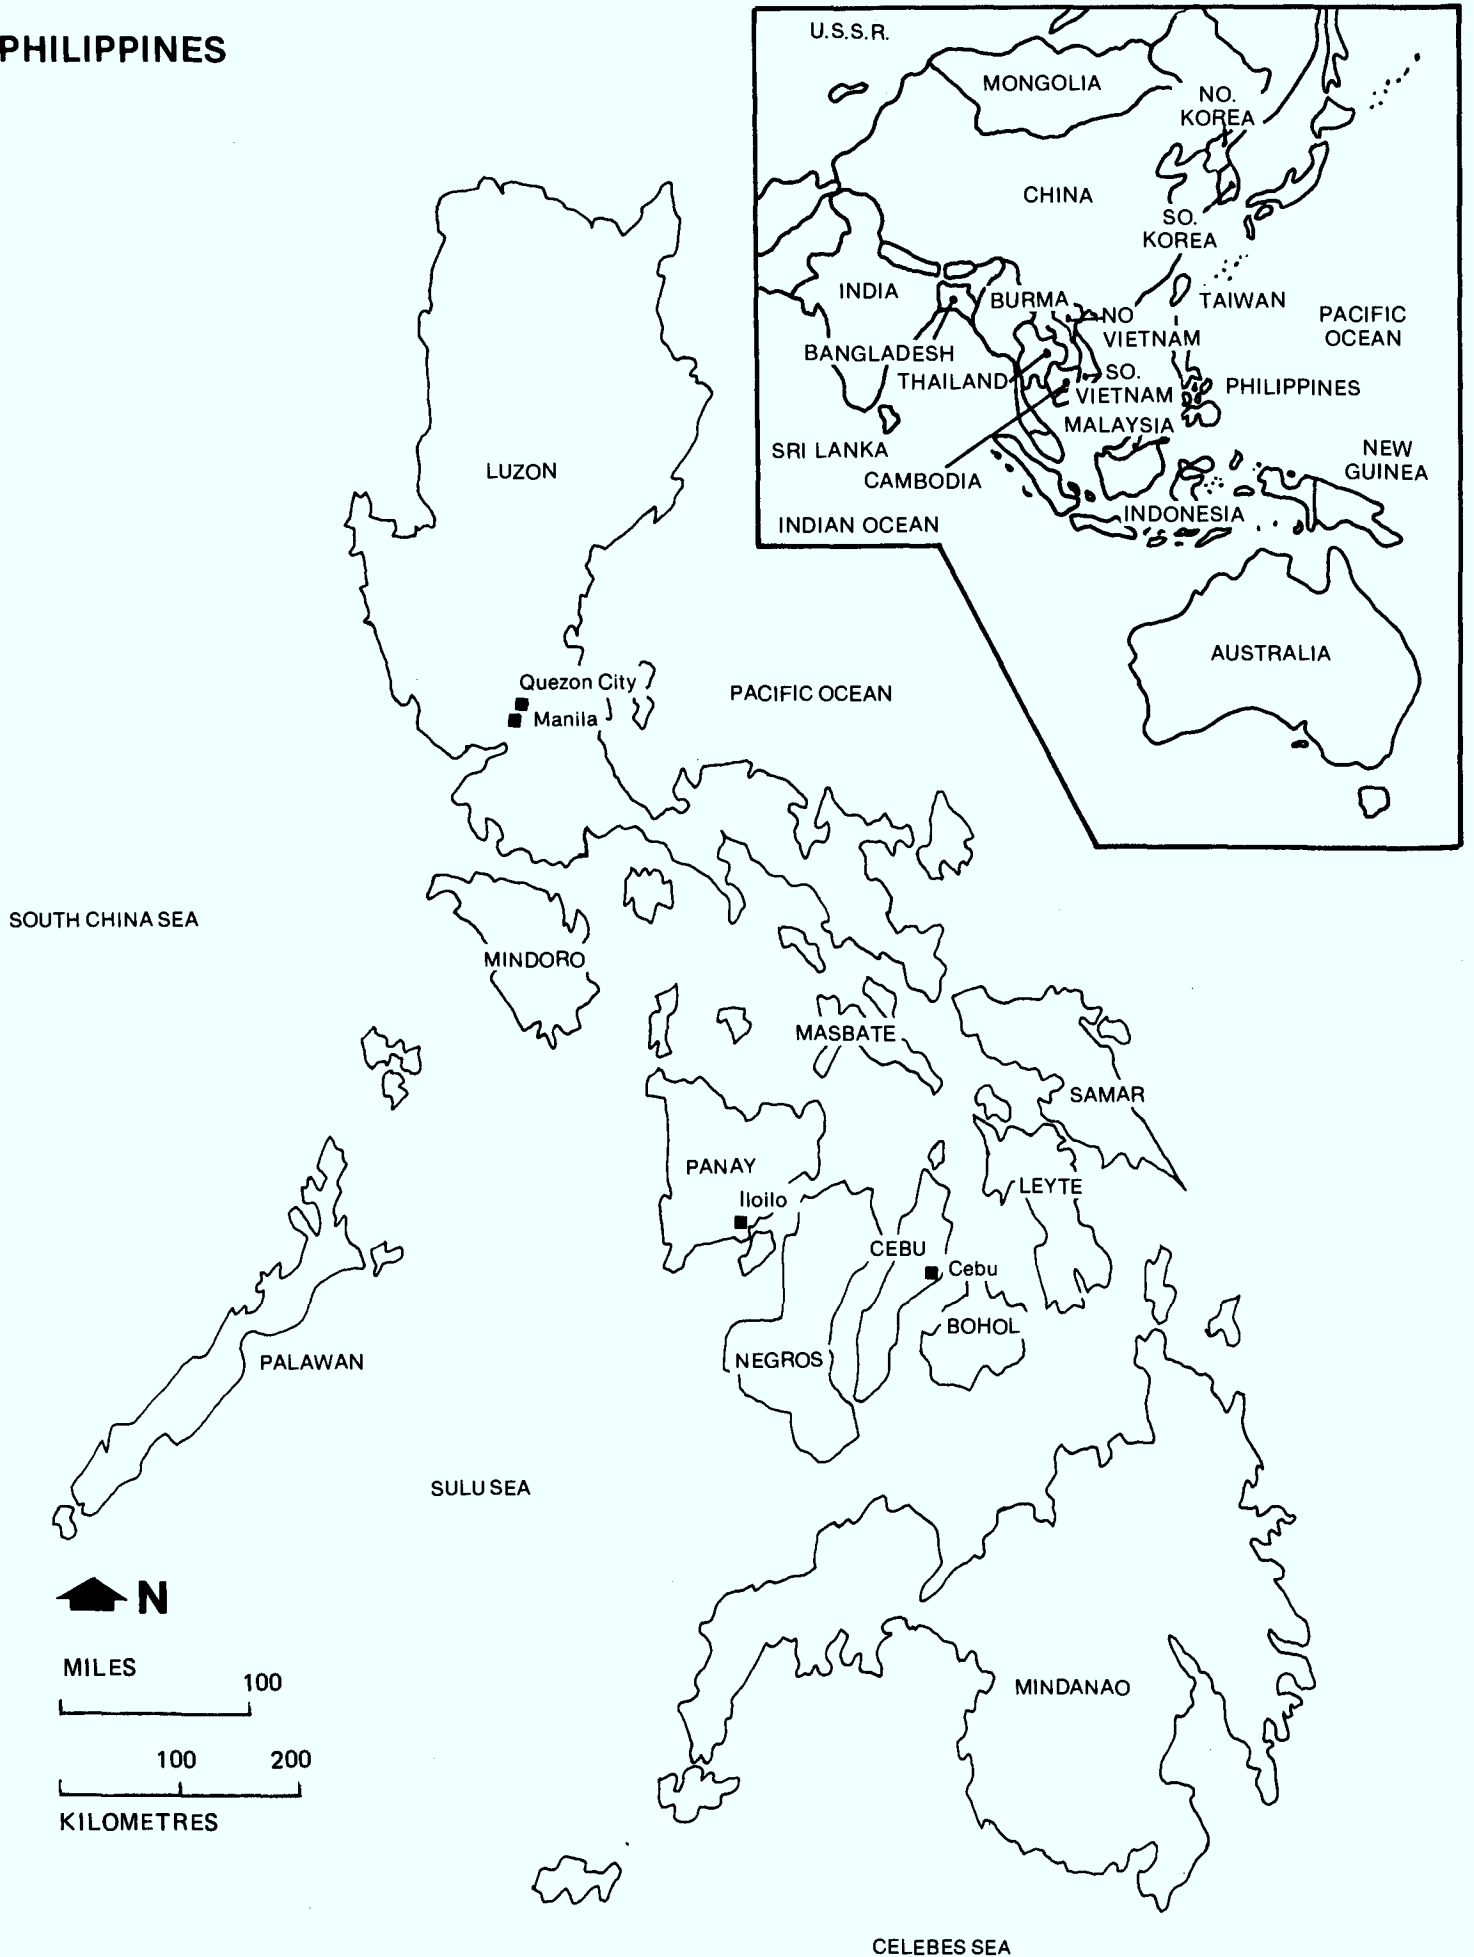 PHILIPPINES
U.S.S.R.
MONGOLIA
NO.
KOREA
CHINA
SO.
KOREA
INDIA
BURMA
NO
VIETNAM
TAIWAN
PACIFIC
OCEAN
BANGLADESH
THAILAND
SO.
VIETNAM
PHILIPPINES
MALAYSIA
SRI LANKA
CAMBODIA
NEW
GUINEA
INDONESIA
INDIAN OCEAN
AUSTRALIA
LUZON
Quezon City
Manila
PACIFIC OCEAN
SOUTH CHINA SEA
MINDORO
MASBATE
SAMAR
PANAY
Iloilo
LEYTE
CEBU
Cebu
BOHOL
NEGROS
PALAWAN
SULU SEA
N
MILES
100
MINDANAO
100 200
KILOMETRES
CELEBES SEA